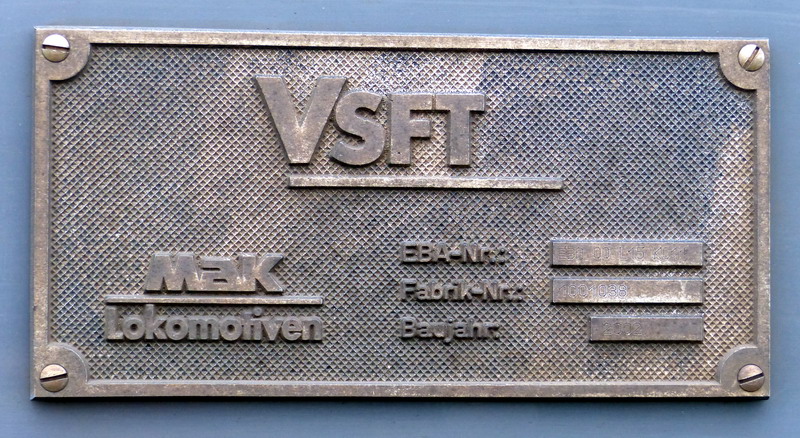 VSFT
MaK
Lokomotiven
EBA-Nr.:
Fabrik-Nr.:
Baujahr: